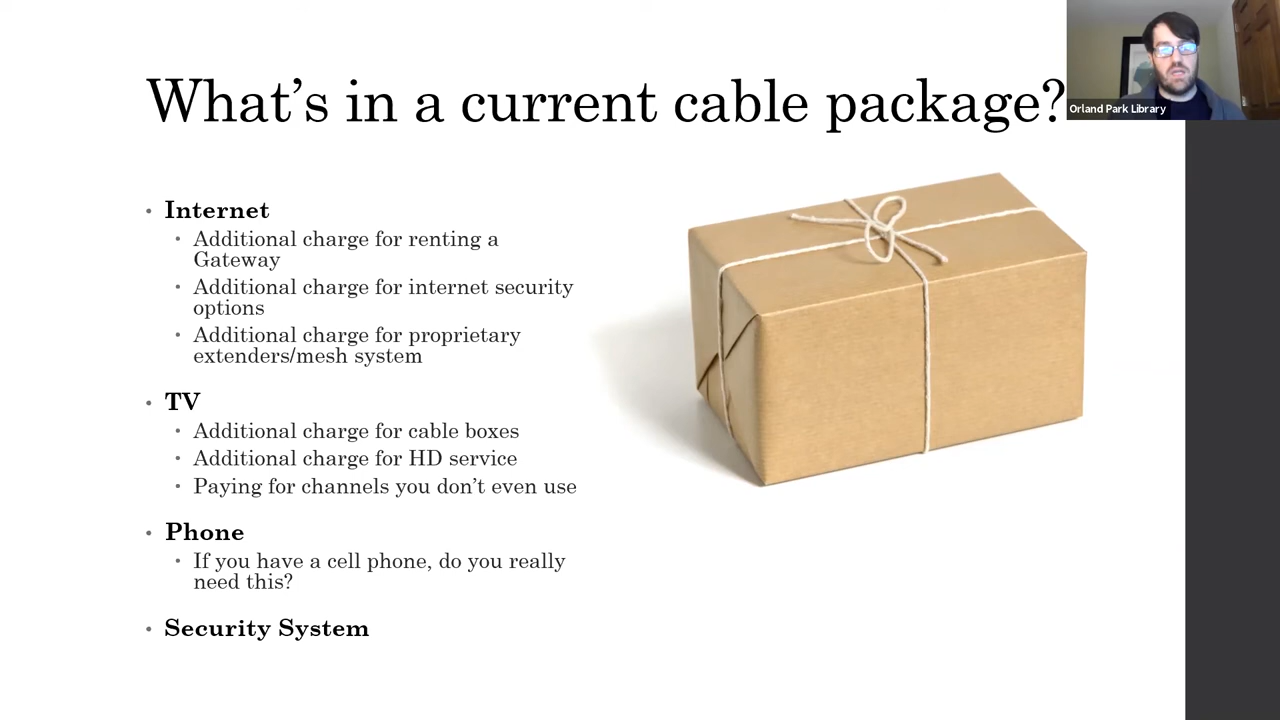 What’s in a current cable package?
Orland Park Library
• Internet
• Additional charge for renting a
Gateway
• Additional charge for internet security
options
• Additional charge for proprietary
extenders/mesh system
• TV
• Additional charge for cable boxes
• Additional charge for HD service
• Paying for channels you don’t even use
• Phone
• If you have a cell phone, do you really
need this?
• Security System